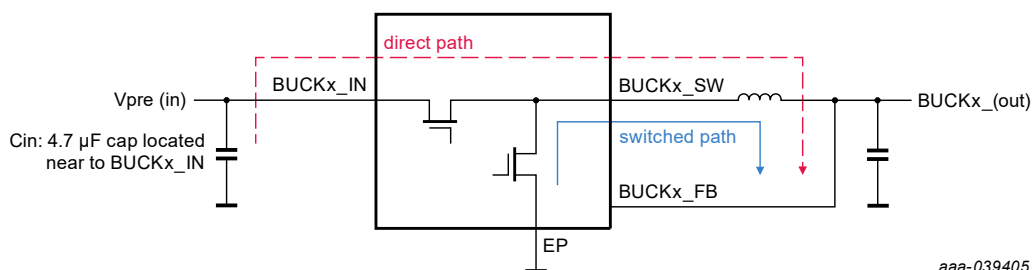 direct path
BUCKx_IN
BUCKx_SW
Vpre (in)
BUCKx_(out)
Cin: 4.7 µF cap located
near to BUCKx_IN
switched path
BUCKx_FB
EP
aaa-039405